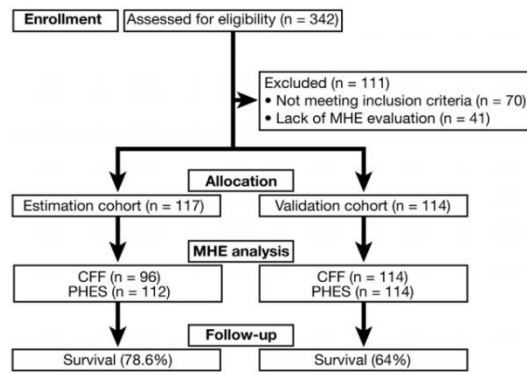 Enrollment
Assessed for eligibility (n = 342)
Excluded (n = 111)
• Not meeting inclusion criteria (n = 70)
• Lack of MHE evaluation (n = 41)
Allocation
Estimation cohort (n = 117)
Validation cohort (n = 114)
MHE analysis
CFF (n = 96)
PHES (n = 112)
CFF (n = 114)
PHES (n = 114)
Follow-up
Survival (78.6%)
Survival (64%)